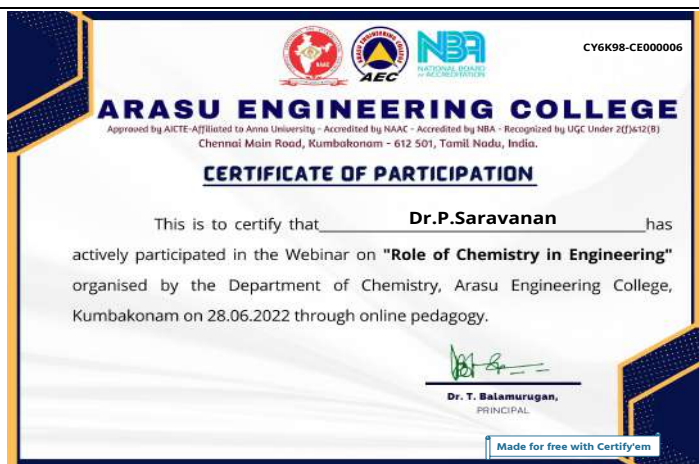 CY6K98-CE000006
NAAC
AEC
NBA
NATIONAL BOARD
of ACCREDITATION
ARASU ENGINEERING COLLEGE
Approved by AICTE-Affiliated to Anna University - Accredited by NAAC - Accredited by NBA - Recognized by UGC Under 2(f)&12(B)
Chennai Main Road, Kumbakonam - 612 501, Tamil Nadu, India.
CERTIFICATE OF PARTICIPATION
This is to certify that Dr.P.Saravanan has
actively participated in the Webinar on "Role of Chemistry in Engineering"
organised by the Department of Chemistry, Arasu Engineering College,
Kumbakonam on 28.06.2022 through online pedagogy.
Dr. T. Balamurugan,
PRINCIPAL
Made for free with Certify'em